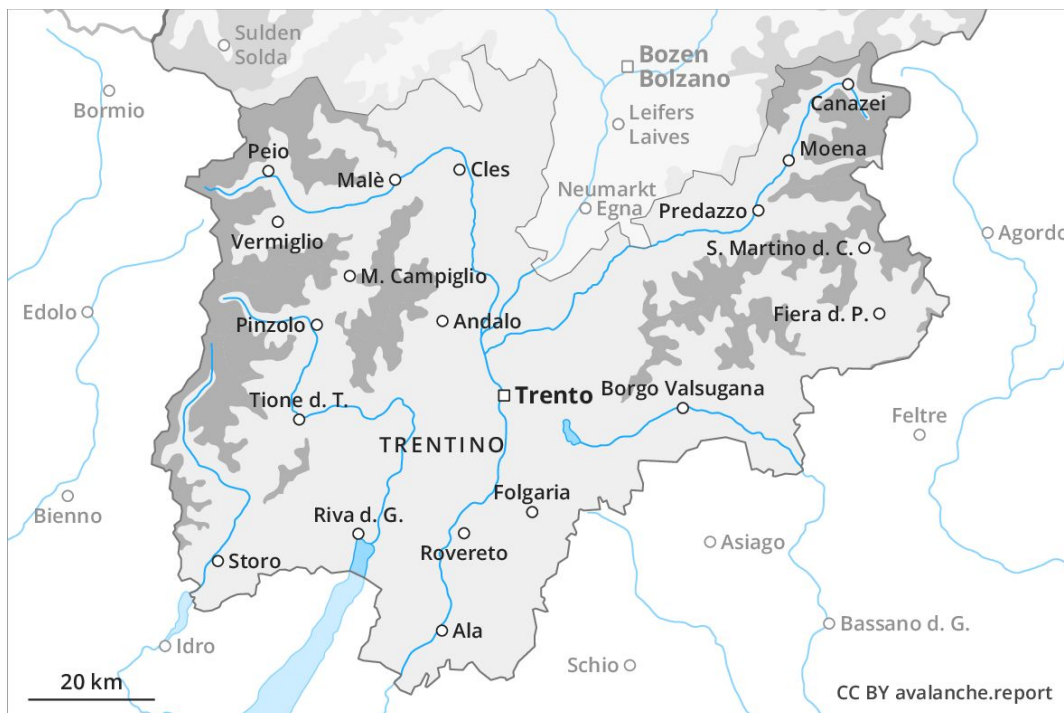 Sulden
Solda
Bozen
Bolzano
Bormio
Canazei
Leifers
Laives
Peio
Moena
Malè
Cles
Neumarkt
Egna
Predazzo
Vermiglio
Agordo
S. Martino d. C.
M. Campiglio
Edolo
Pinzolo
Andalo
Fiera d. P.
Trento
Borgo Valsugana
Tione d. T.
Feltre
TRENTINO
Bienno
Folgaria
Riva d. G.
Rovereto
Asiago
Storo
Idro
Ala
Bassano d. G.
Schio
20 km
CC BY avalanche.report